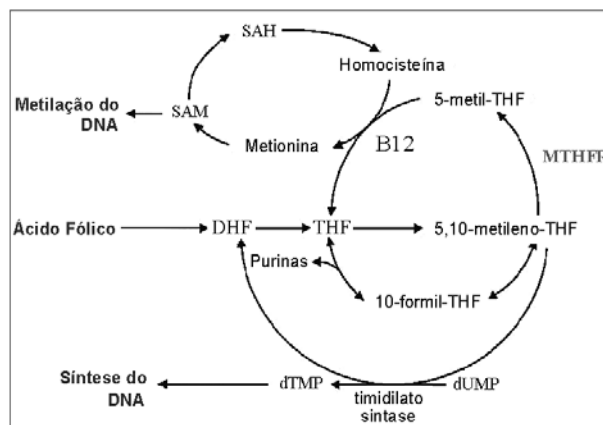 SAH
Homocisteína
Metilação do
DNA
SAM
5-metil-THF
Metionina
B12
MTHFR
Ácido Fólico
DHF
THF
5,10-metileno-THF
Purinas
10-formil-THF
Síntese do
DNA
dTMP
timidilato
sintase
dUMP